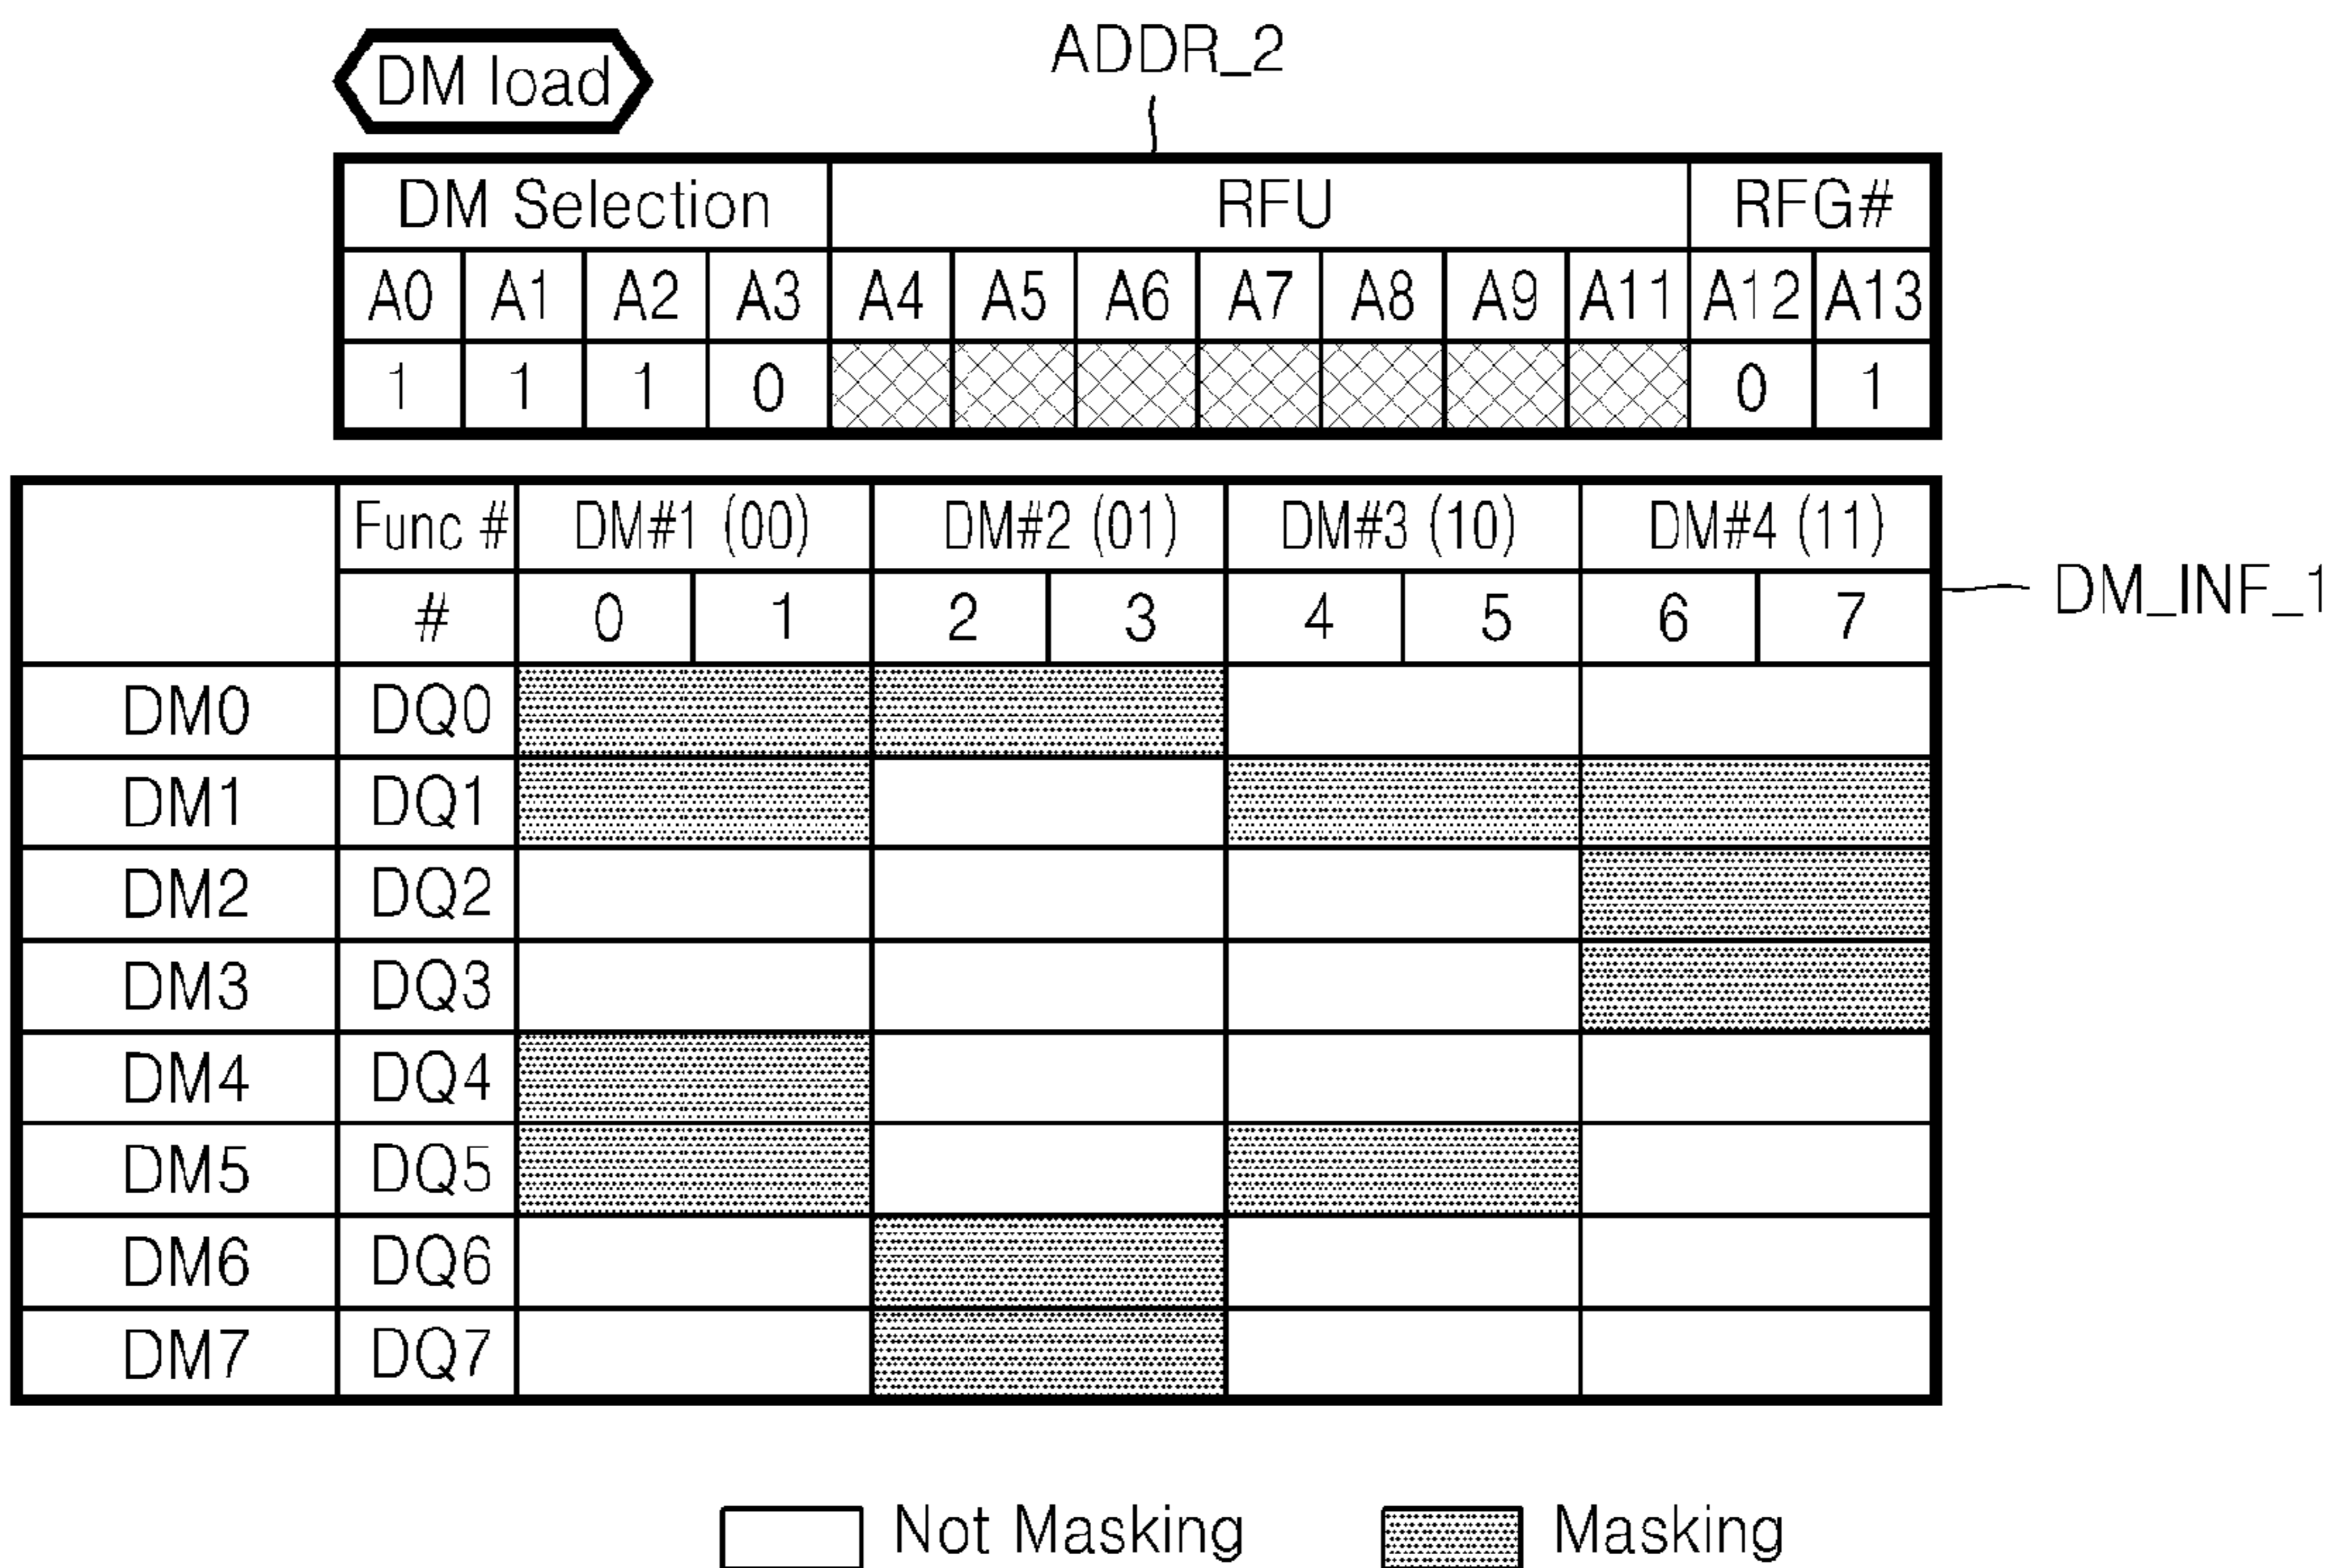 ADDR_2
DM load
DM Selection RFU RFG#
A0 A1 A2 A3 A4 A5 A6 A7 A8 A9 A11 A12 A13
1 1 1 0 0 1
Func # DM#1 (00) DM#2 (01) DM#3 (10) DM#4 (11)
# 0 1 2 3 4 5 6 7
DM_INF_1
DM0 DQ0
DM1 DQ1
DM2 DQ2
DM3 DQ3
DM4 DQ4
DM5 DQ5
DM6 DQ6
DM7 DQ7
Not Masking Masking